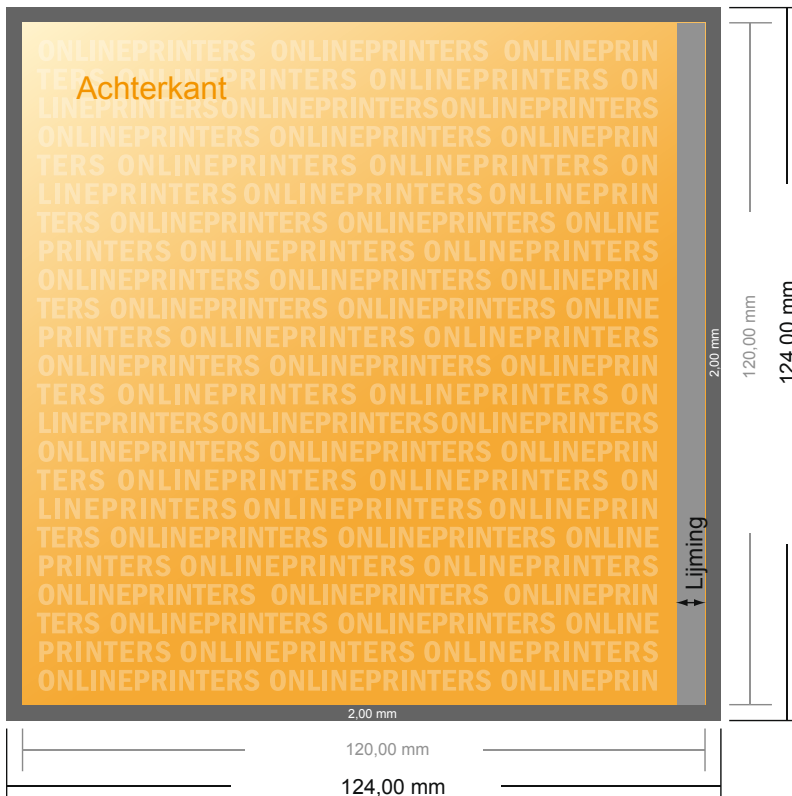 ONLINEPRINTERS ONLINEPRINTERS ONLINEPRIN
TERS ONLINEPRINTERS ONLINEPRINTERS ON
Achterkant
LINEPRINTERSONLINEPRINTERSONLINEPRINTERS
ONLINEPRINTERS ONLINEPRINTERS ONLINEPRIN
TERS ONLINEPRINTERS ONLINEPRINTERS ON
LINEPRINTERS ONLINEPRINTERS ONLINEPRIN
TERS ONLINEPRINTERS ONLINEPRINTERS ONLINE
PRINTERS ONLINEPRINTERS ONLINEPRINTERS
ONLINEPRINTERS ONLINEPRINTERS ONLINEPRIN
TERS ONLINEPRINTERS ONLINEPRINTERS ONLINE
PRINTERS ONLINEPRINTERS ONLINEPRINTERS
ONLINEPRINTERS ONLINEPRINTERS ONLINEPRIN
TERS ONLINEPRINTERS ONLINEPRINTERS ON
LINEPRINTERSONLINEPRINTERSONLINEPRINTERS
ONLINEPRINTERS ONLINEPRINTERS ONLINEPRIN
TERS ONLINEPRINTERS ONLINEPRINTERS ON
LINEPRINTERS ONLINEPRINTERS ONLINEPRIN
TERS ONLINEPRINTERS ONLINEPRINTERS ONLINE
PRINTERS ONLINEPRINTERS ONLINEPRINTERS
ONLINEPRINTERS ONLINEPRINTERS ONLINEPRIN
TERS ONLINEPRINTERS ONLINEPRINTERS ONLINE
PRINTERS ONLINEPRINTERS ONLINEPRINTERS
ONLINEPRINTERS ONLINEPRINTERS ONLINEPRIN
Lijming
2,00 mm
120,00 mm
124,00 mm
2,00 mm
120,00 mm
124,00 mm